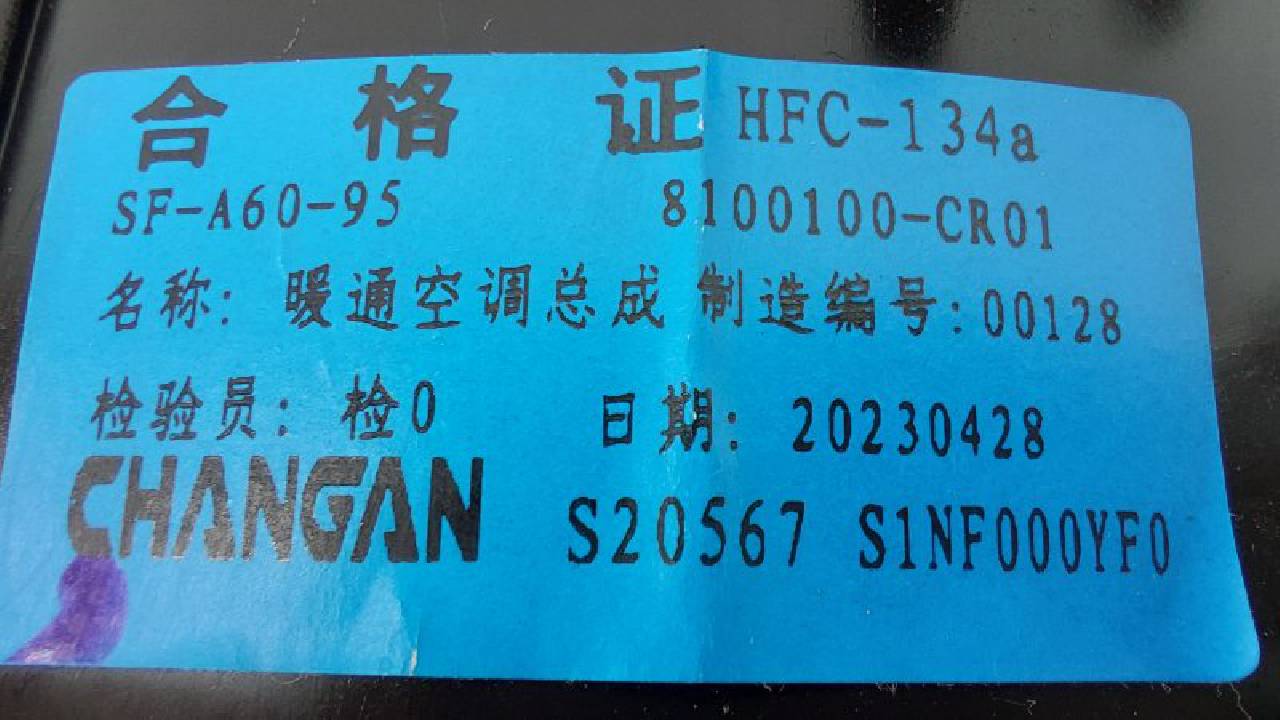 合格证 HFC-134a
SF-A60-95 8100100-CR01
名称: 暖通空调总成 制造编号:00128
检验员: 检0 日期: 20230428
CHANGAN S20567 S1NF000YF0